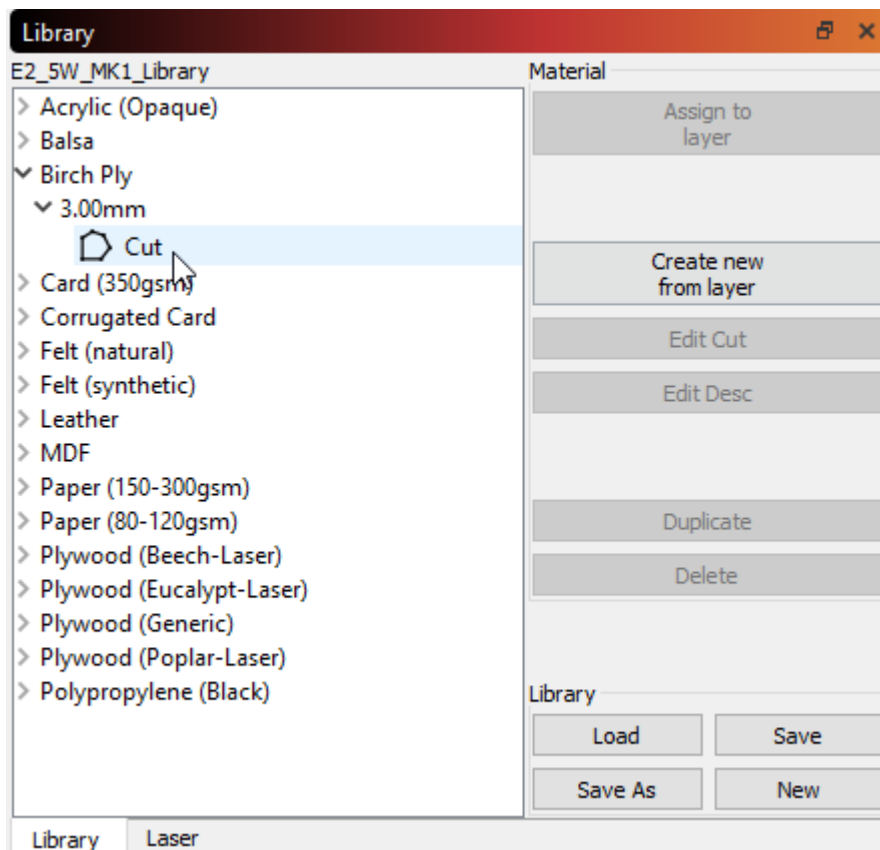 Library
E2_5W_MK1_Library
Acrylic (Opaque)
Balsa
Birch Ply
3.00mm
Cut
Card (350gsm)
Corrugated Card
Felt (natural)
Felt (synthetic)
Leather
MDF
Paper (150-300gsm)
Paper (80-120gsm)
Plywood (Beech-Laser)
Plywood (Eucalypt-Laser)
Plywood (Generic)
Plywood (Poplar-Laser)
Polypropylene (Black)
Material
Assign to
layer
Create new
from layer
Edit Cut
Edit Desc
Duplicate
Delete
Library
Load Save
Save As New
Library Laser